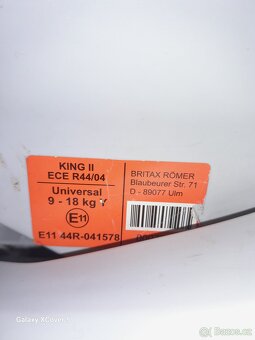 KING II
ECE R44/04
Universal
9 - 18 kg Y
E11
E11 44R-041578
BRITAX RÖMER
Blaubeurer Str. 71
D - 89077 Ulm
Galaxy XCover 5
bazos.cz